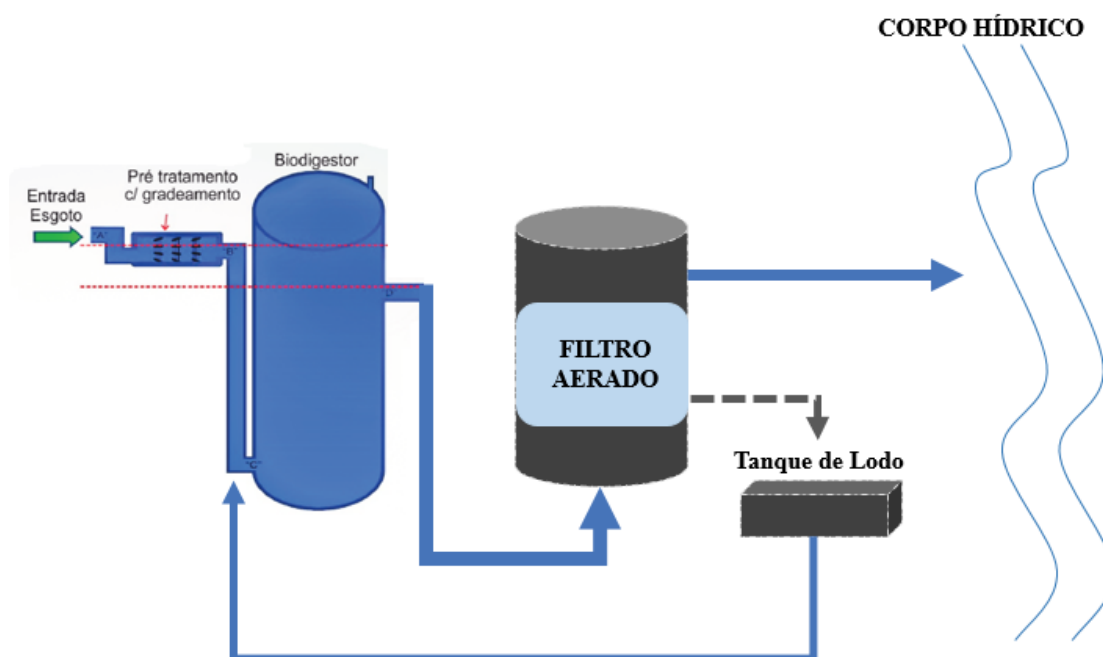 CORPO HÍDRICO
Biodigestor
Pré tratamento
c/ gradeamento
Entrada
Esgoto
"A"
"B"
"D"
"C"
FILTRO
AERADO
Tanque de Lodo